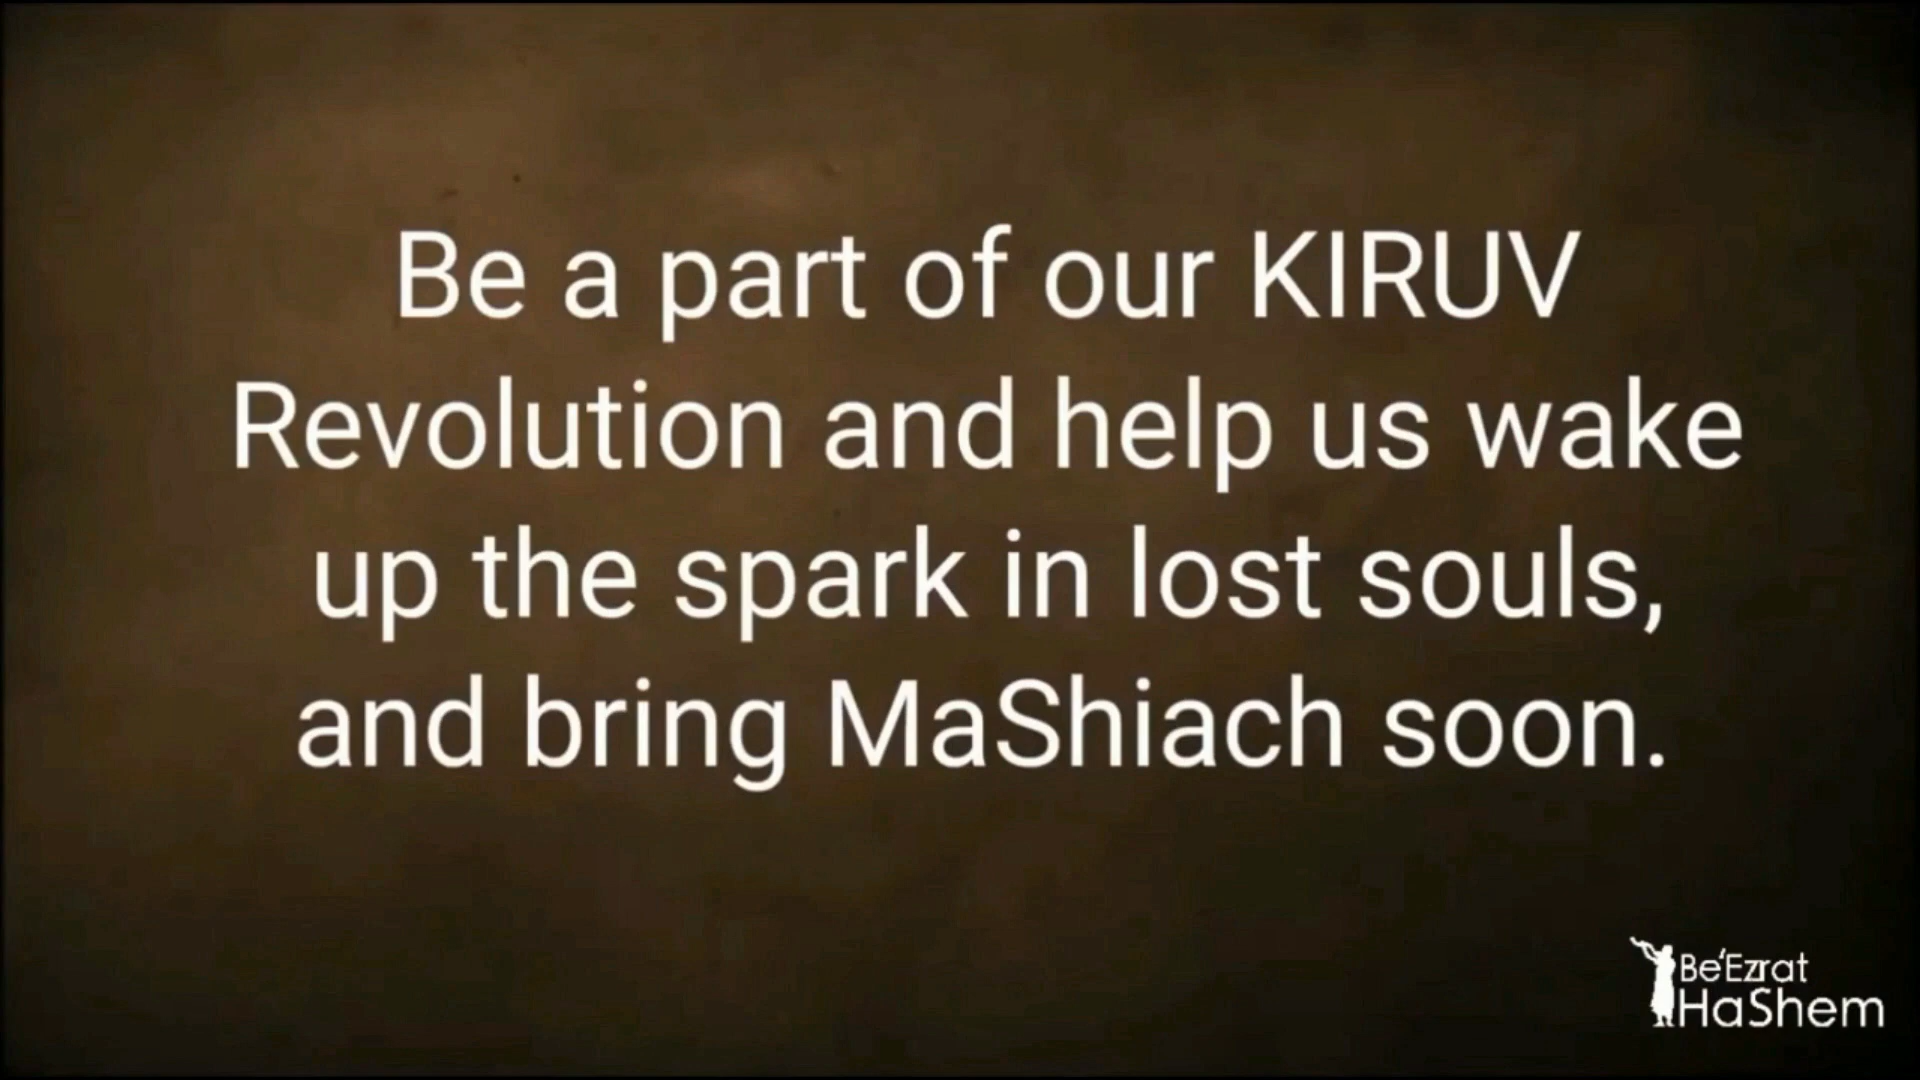 Be a part of our KIRUV
Revolution and help us wake
up the spark in lost souls,
and bring MaShiach soon.
Be'Ezrat
HaShem